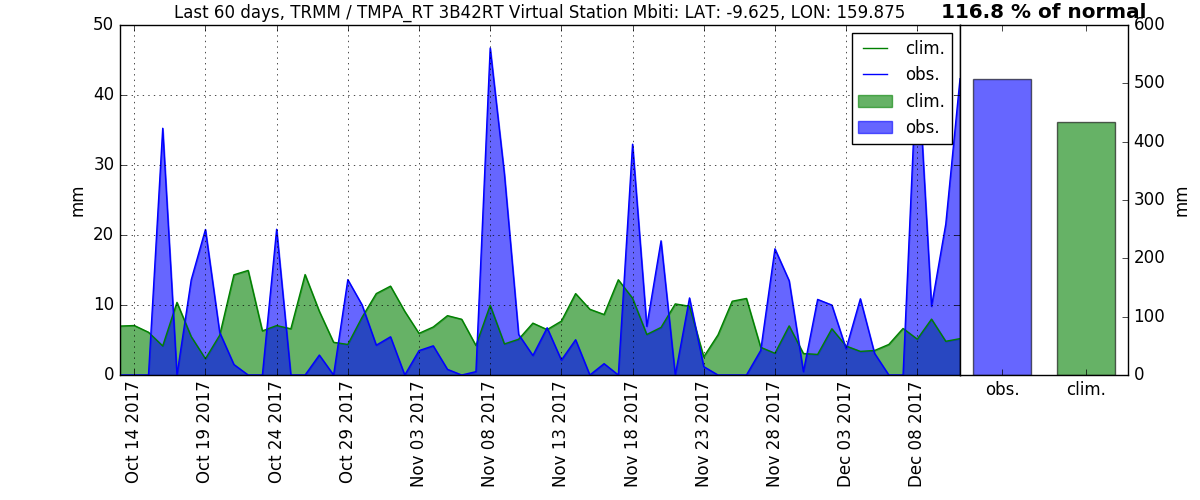 Last 60 days, TRMM / TMPA_RT 3B42RT Virtual Station Mbiti: LAT: -9.625, LON: 159.875
116.8 % of normal
50
40
30
20
10
0
mm
clim.
obs.
clim.
obs.
600
500
400
300
200
100
0
mm
obs.
clim.
Oct 14 2017
Oct 19 2017
Oct 24 2017
Oct 29 2017
Nov 03 2017
Nov 08 2017
Nov 13 2017
Nov 18 2017
Nov 23 2017
Nov 28 2017
Dec 03 2017
Dec 08 2017